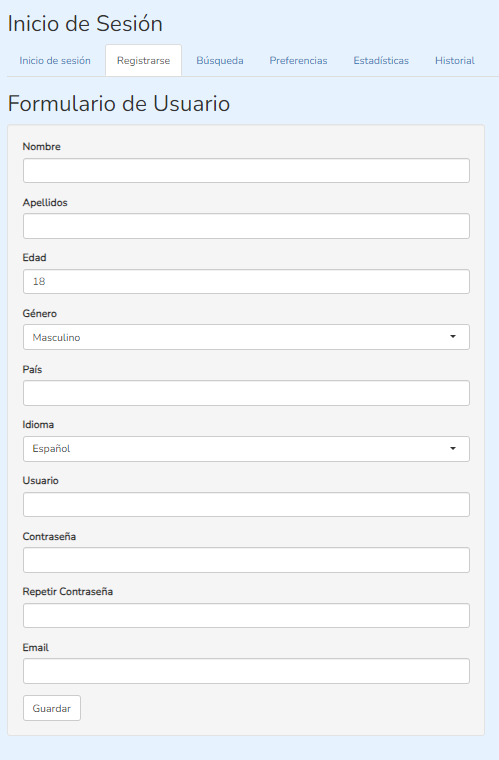 Inicio de Sesión
Inicio de sesión Registrarse Búsqueda Preferencias Estadísticas Historial
Formulario de Usuario
Nombre
Apellidos
Edad
18
Género
Masculino
País
Idioma
Español
Usuario
Contraseña
Repetir Contraseña
Email
Guardar